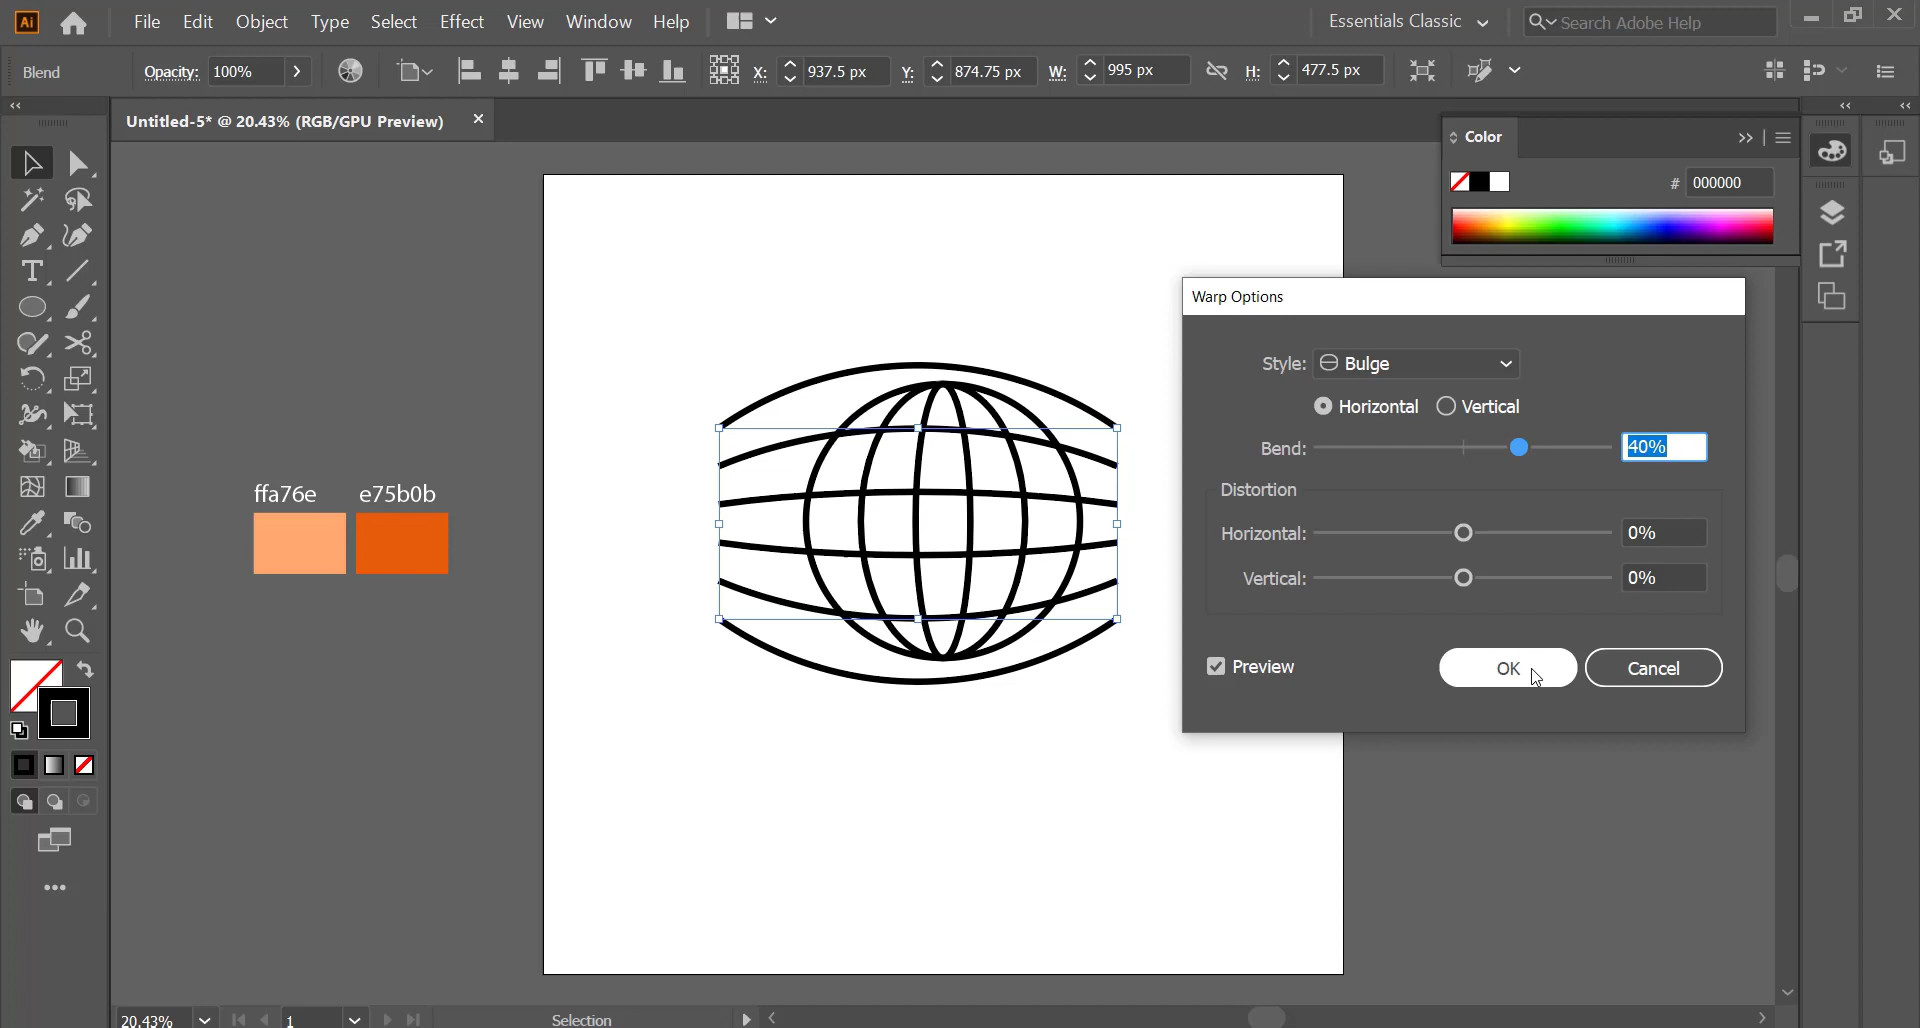 Ai File Edit Object Type Select Effect View Window Help Essentials Classic Search Adobe Help
Blend Opacity: 100% X: 937.5 px Y: 874.75 px W: 995 px H: 477.5 px
Untitled-5* @ 20.43% (RGB/GPU Preview)
Color
# 000000
Warp Options
Style: Bulge
Horizontal Vertical
Bend: 40%
Distortion
Horizontal: 0%
Vertical: 0%
Preview OK Cancel
ffa76e e75b0b
20.43% 1 Selection